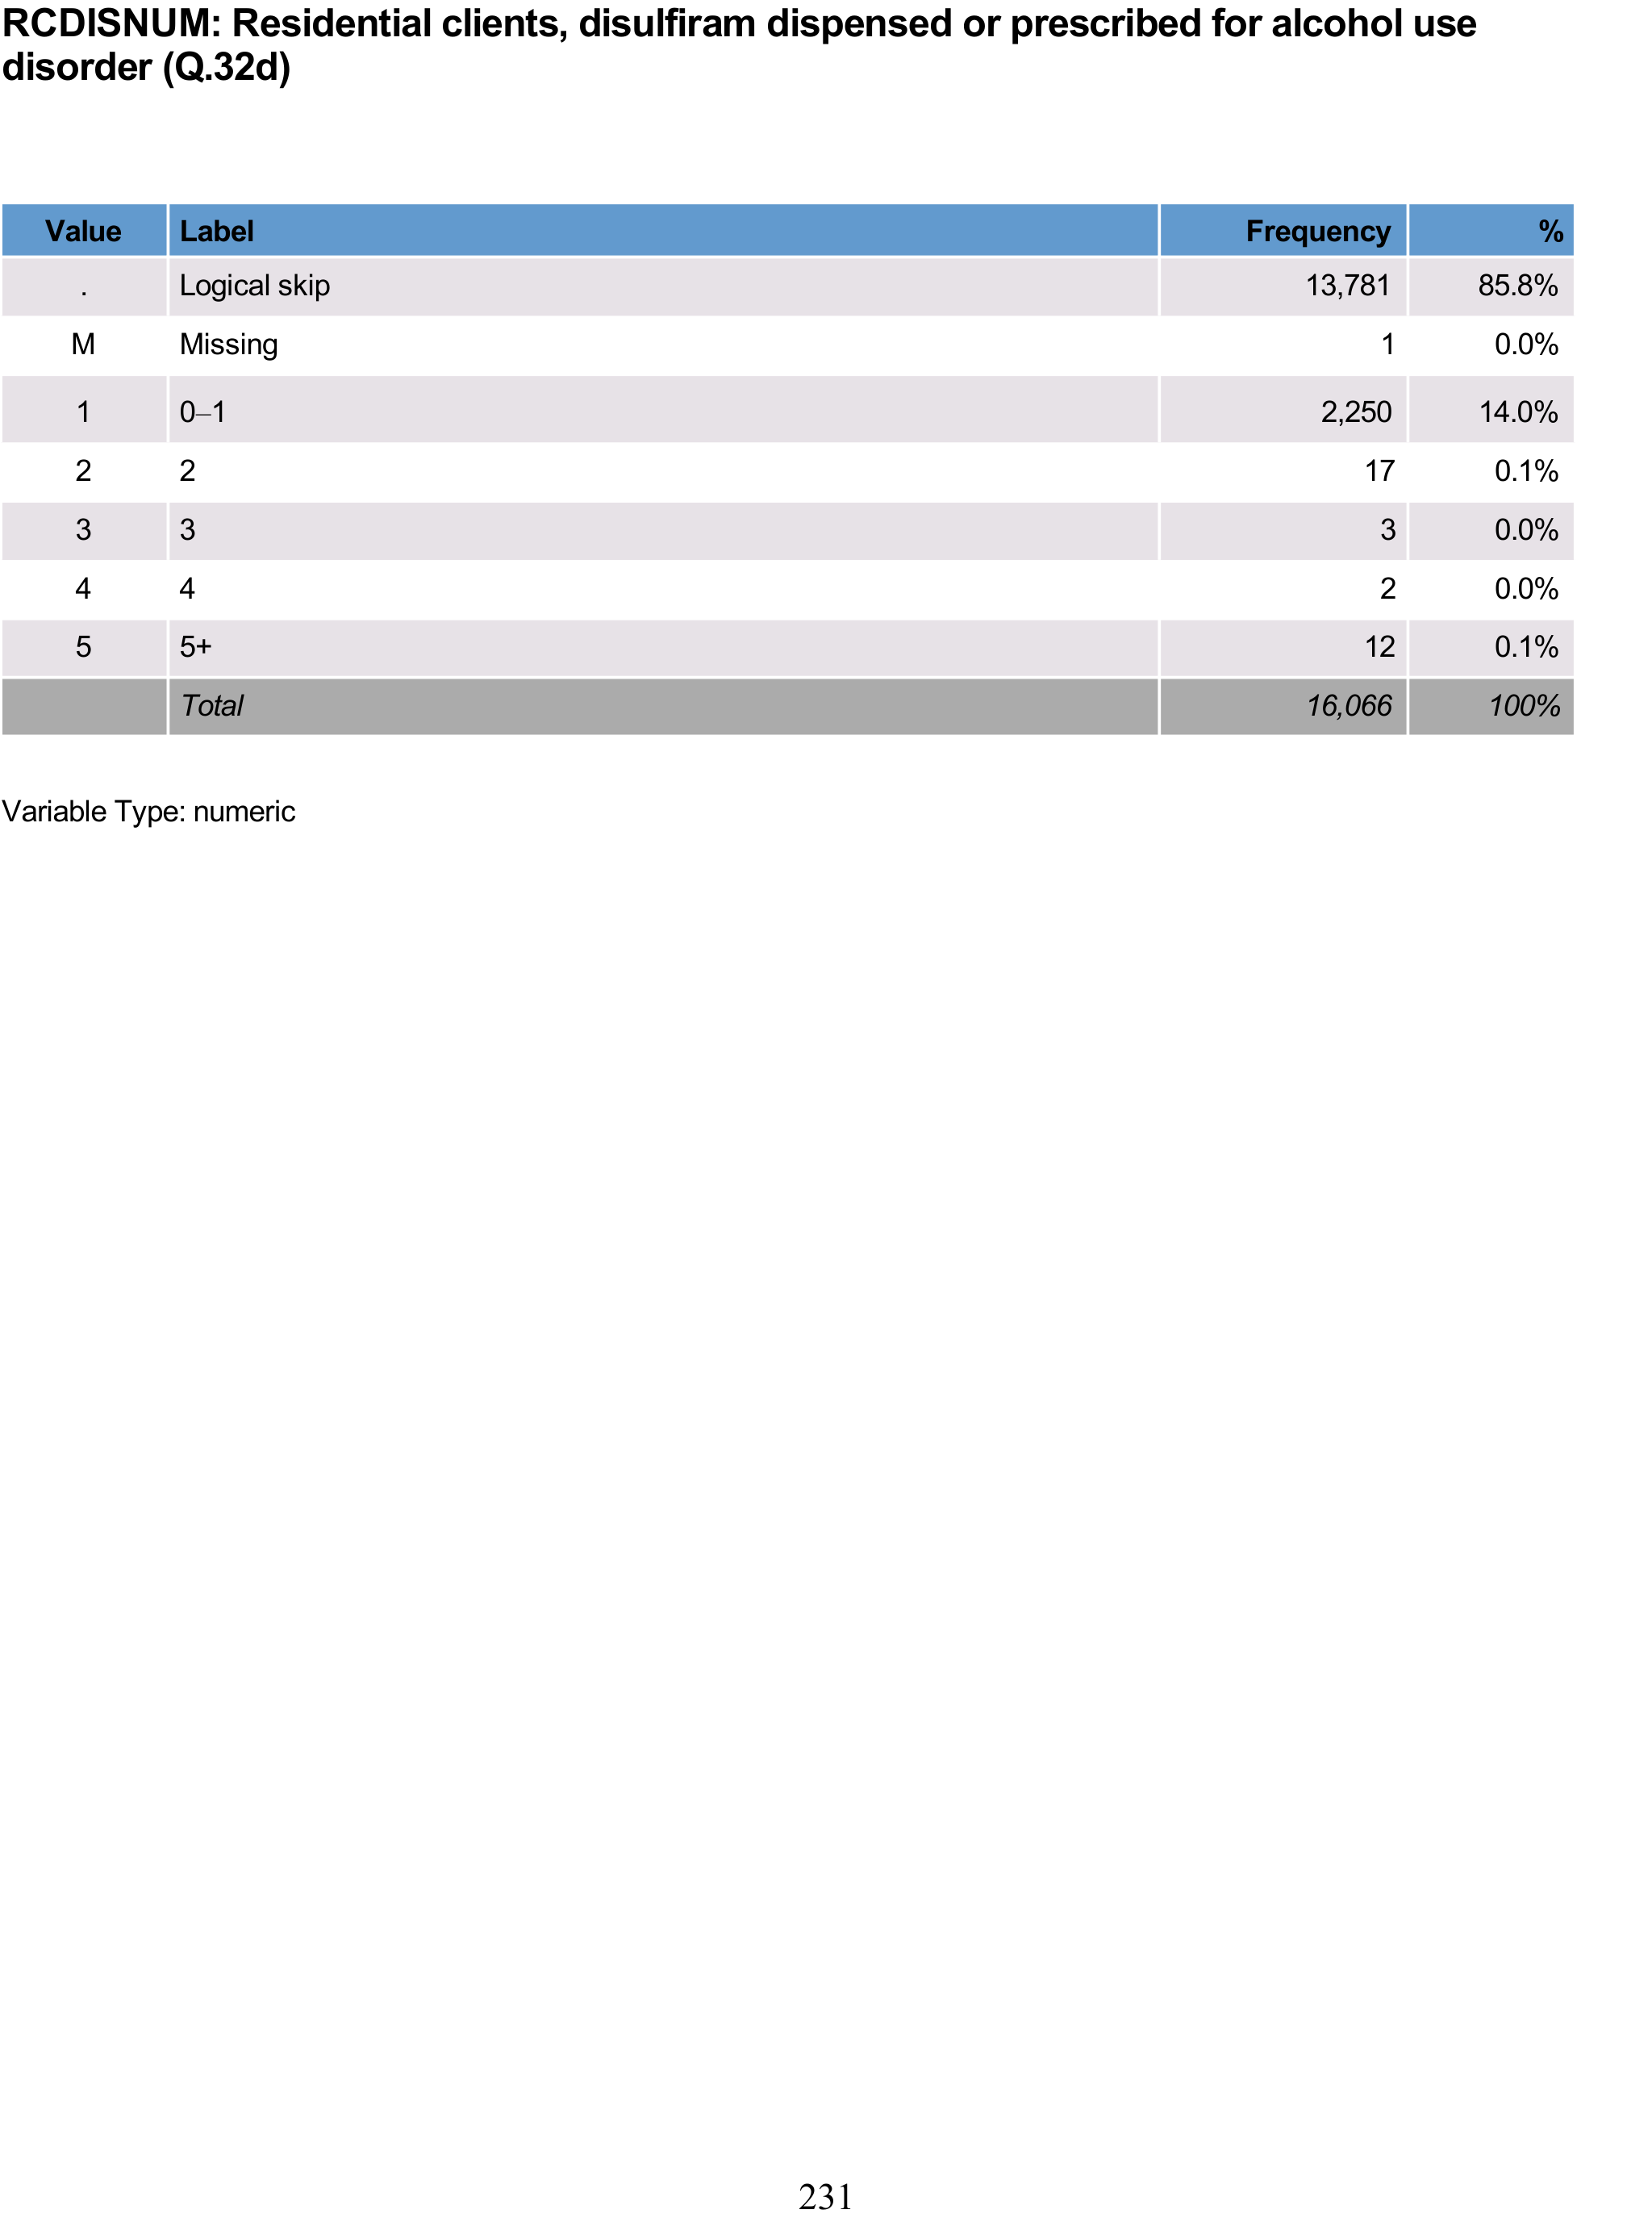 RCDISNUM: Residential clients, disulfiram dispensed or prescribed for alcohol use
disorder (Q.32d)
Value Label Frequency %
. Logical skip 13,781 85.8%
M Missing 1 0.0%
1 0–1 2,250 14.0%
2 2 17 0.1%
3 3 3 0.0%
4 4 2 0.0%
5 5+ 12 0.1%
Total 16,066 100%
Variable Type: numeric
231